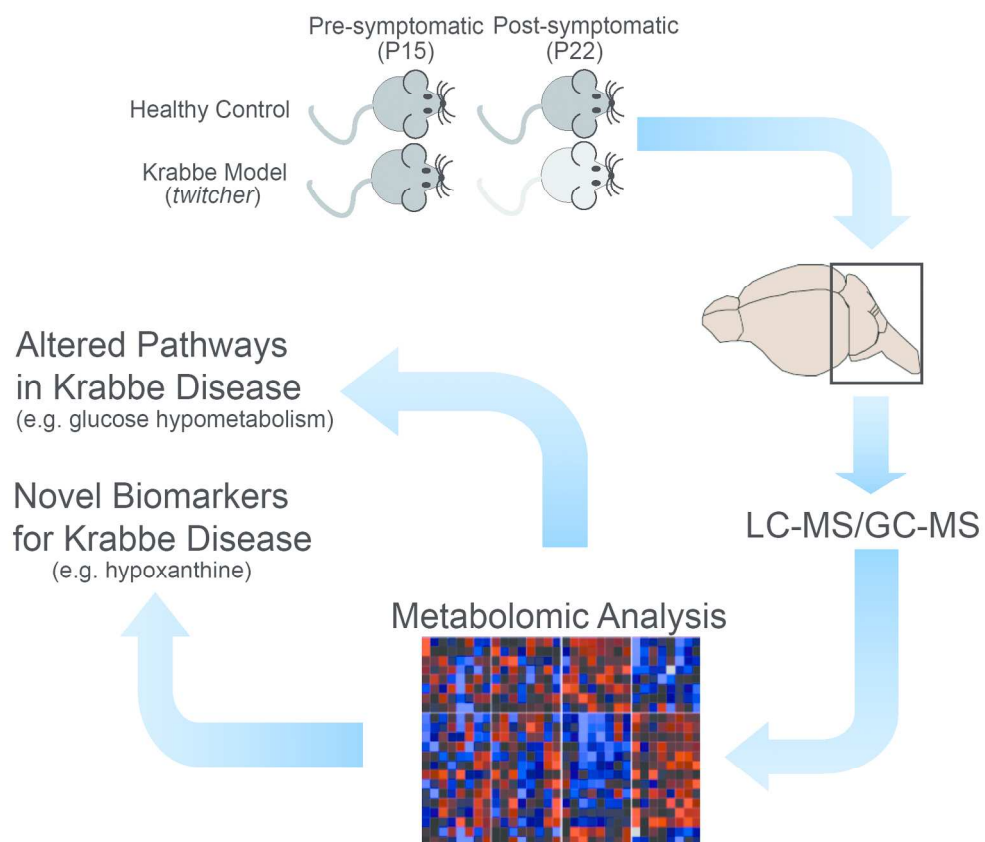 Pre-symptomatic
(P15)
Post-symptomatic
(P22)
Healthy Control
Krabbe Model
(twitcher)
Altered Pathways
in Krabbe Disease
(e.g. glucose hypometabolism)
Novel Biomarkers
for Krabbe Disease
(e.g. hypoxanthine)
LC-MS/GC-MS
Metabolomic Analysis